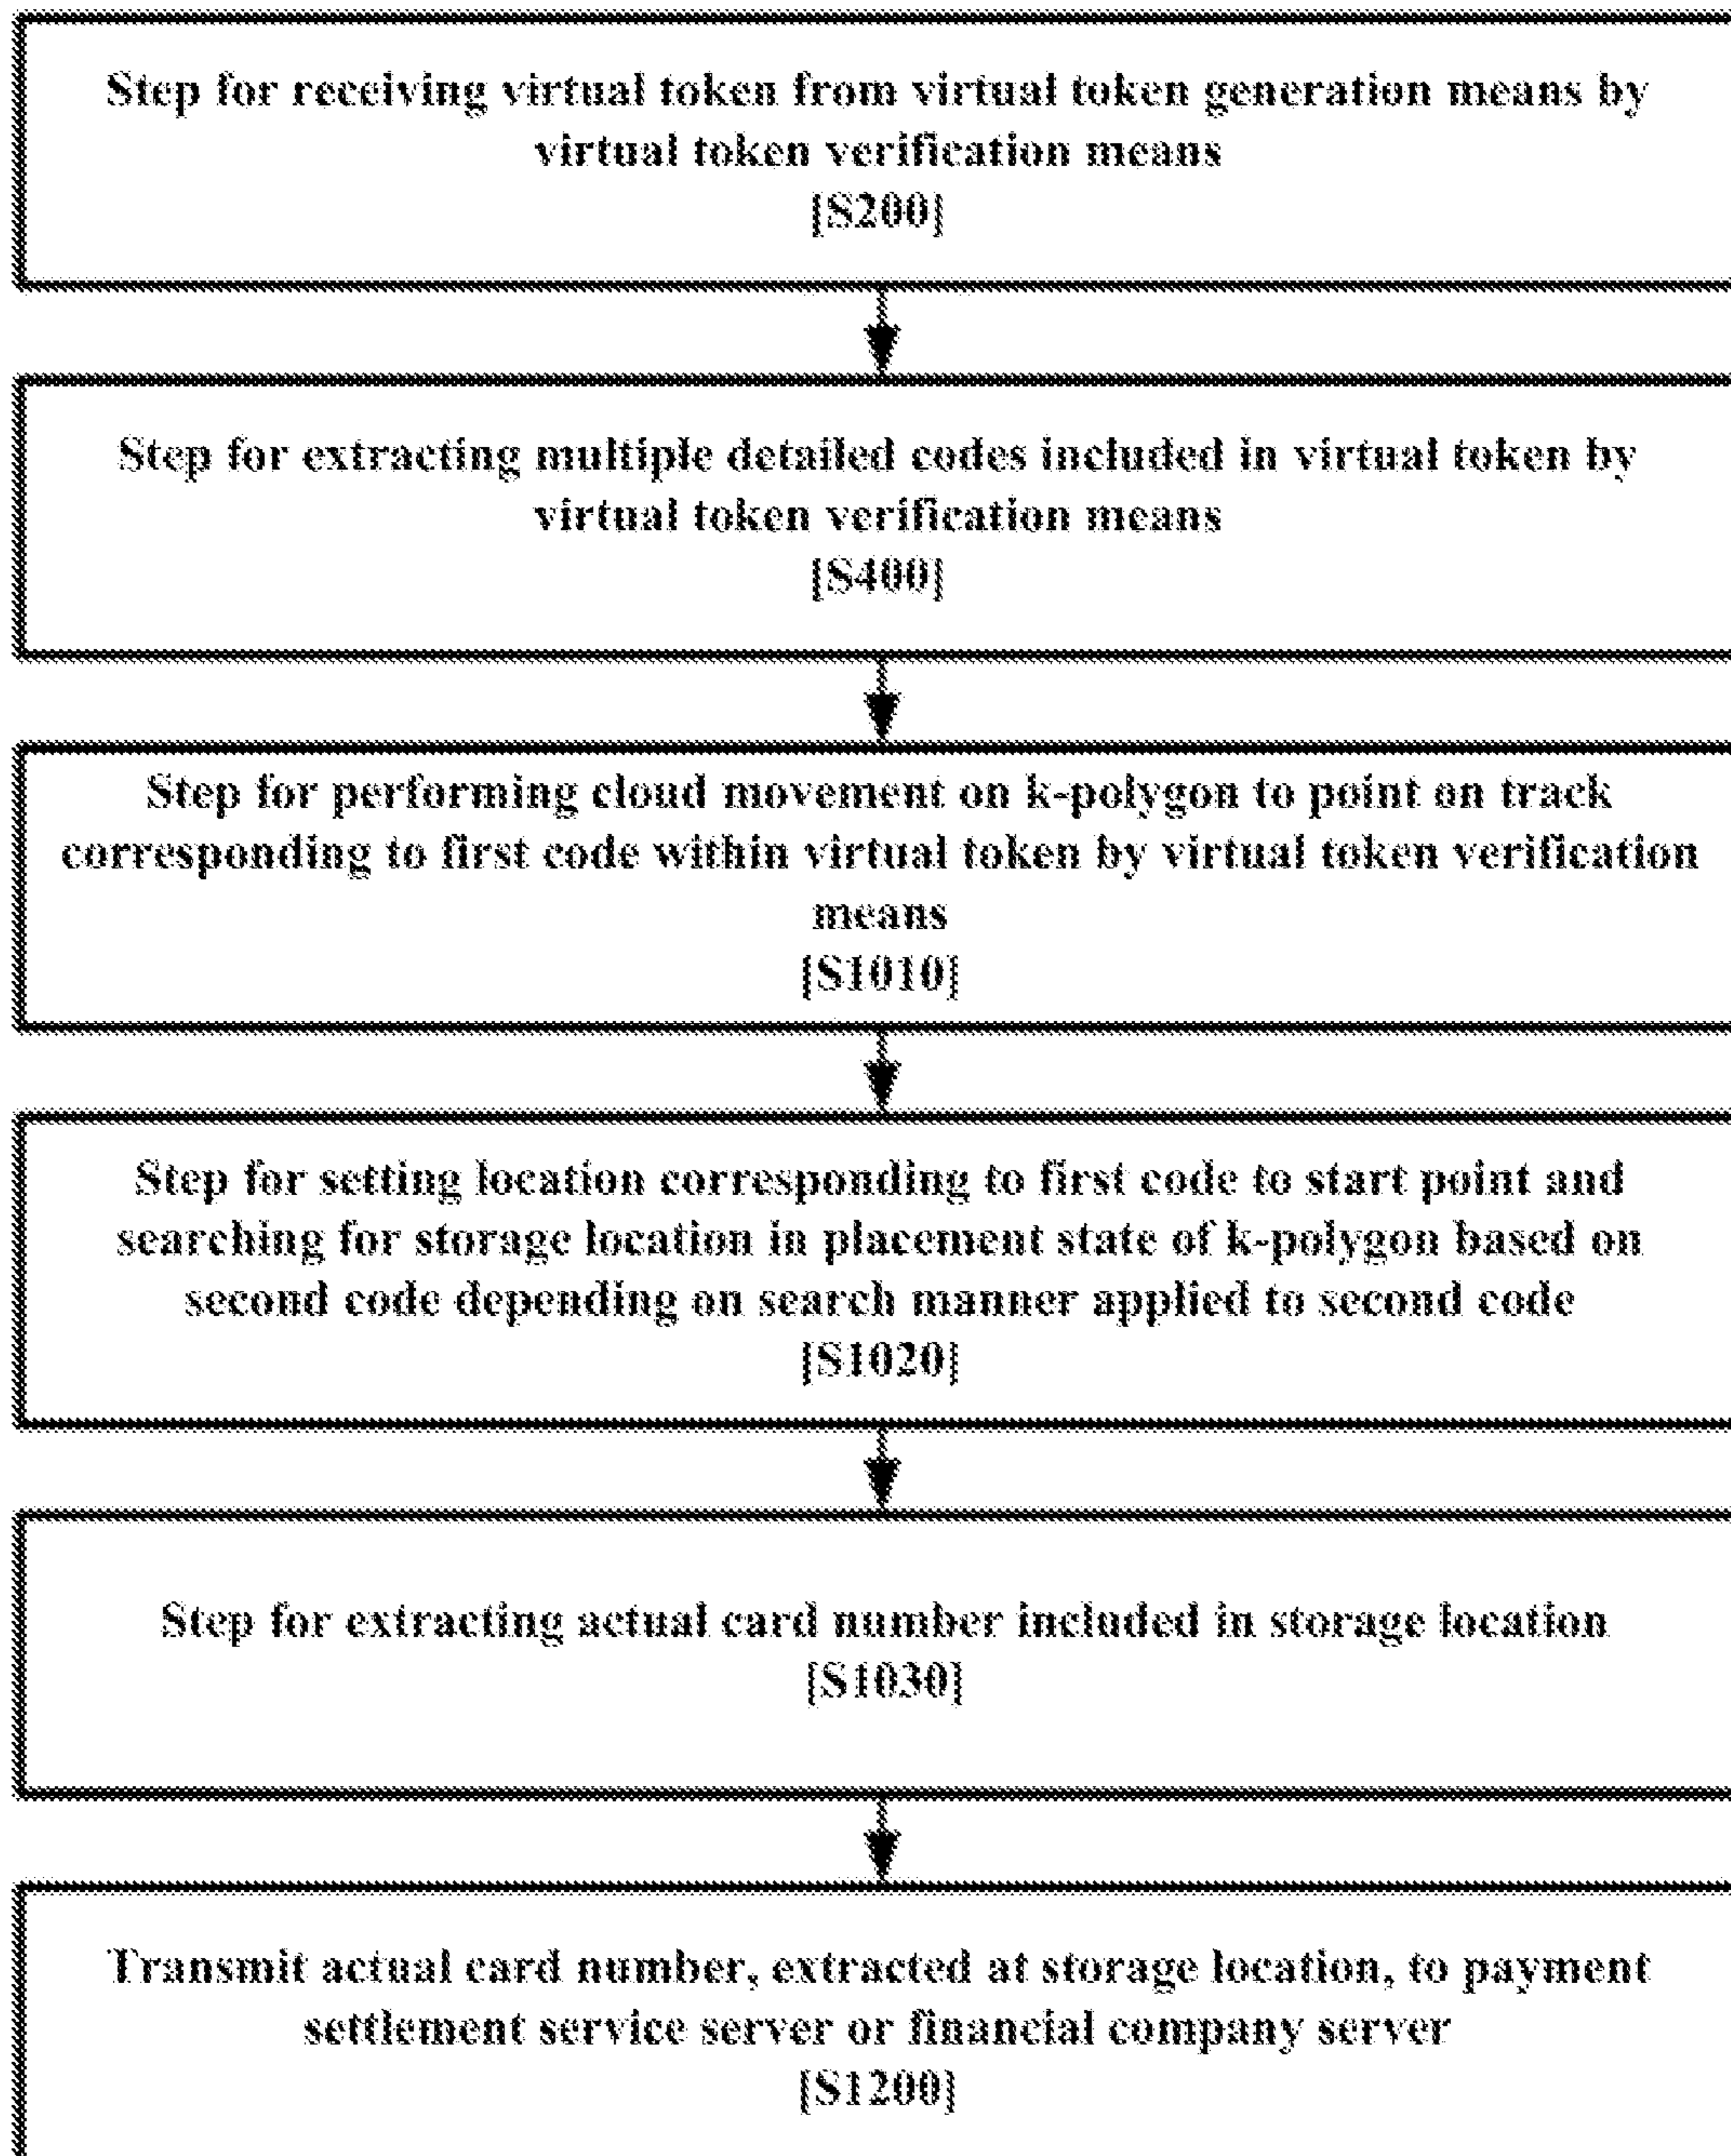 Step for receiving virtual token from virtual token generation means by
virtual token verification means
[S200]
Step for extracting multiple detailed codes included in virtual token by
virtual token verification means
[S400]
Step for performing cloud movement on k-polygon to point on track
corresponding to first code within virtual token by virtual token verification
means
[S1010]
Step for setting location corresponding to first code to start point and
searching for storage location in placement state of k-polygon based on
second code depending on search manner applied to second code
[S1020]
Step for extracting actual card number included in storage location
[S1030]
Transmit actual card number, extracted at storage location, to payment
settlement service server or financial company server
[S1200]